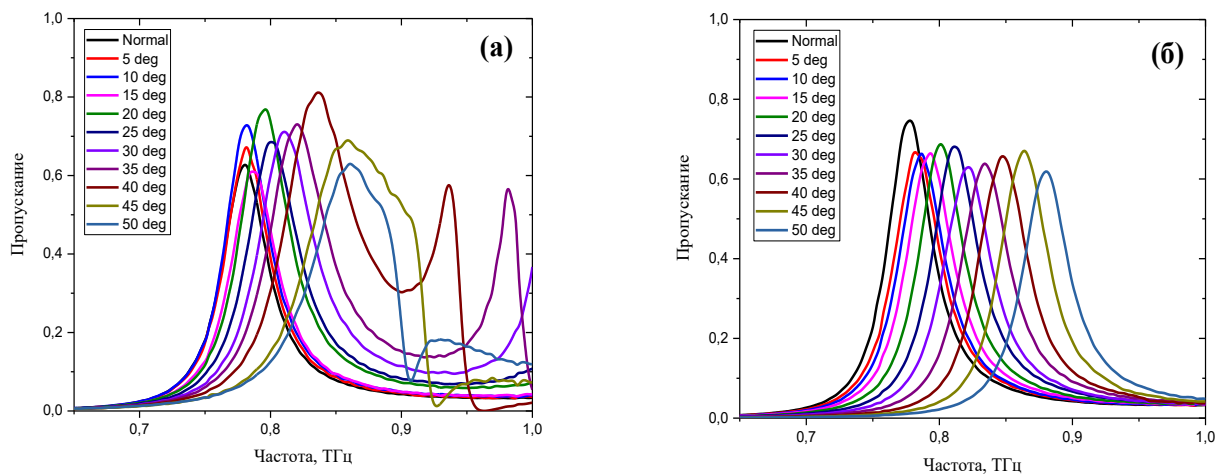 (а)
1,0
0,8
0,6
0,4
0,2
0,0
Пропускание
Normal
5 deg
10 deg
15 deg
20 deg
25 deg
30 deg
35 deg
40 deg
45 deg
50 deg
0,7 0,8 0,9 1,0
Частота, ТГц
(б)
1,0
0,8
0,6
0,4
0,2
0,0
Пропускание
Normal
5 deg
10 deg
15 deg
20 deg
25 deg
30 deg
35 deg
40 deg
45 deg
50 deg
0,7 0,8 0,9 1,0
Частота, ТГц